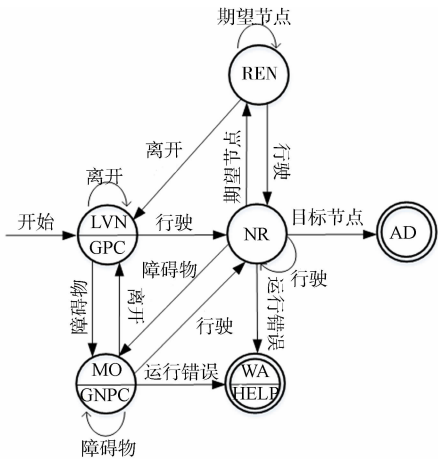 期望节点
REN
离开
期望节点
行驶
离开
开始
LVN
GPC
行驶
NR
目标节点
AD
障碍物
行驶
障碍物
离开
行驶
运行错误
MO
GNPC
运行错误
WA
HELP
障碍物